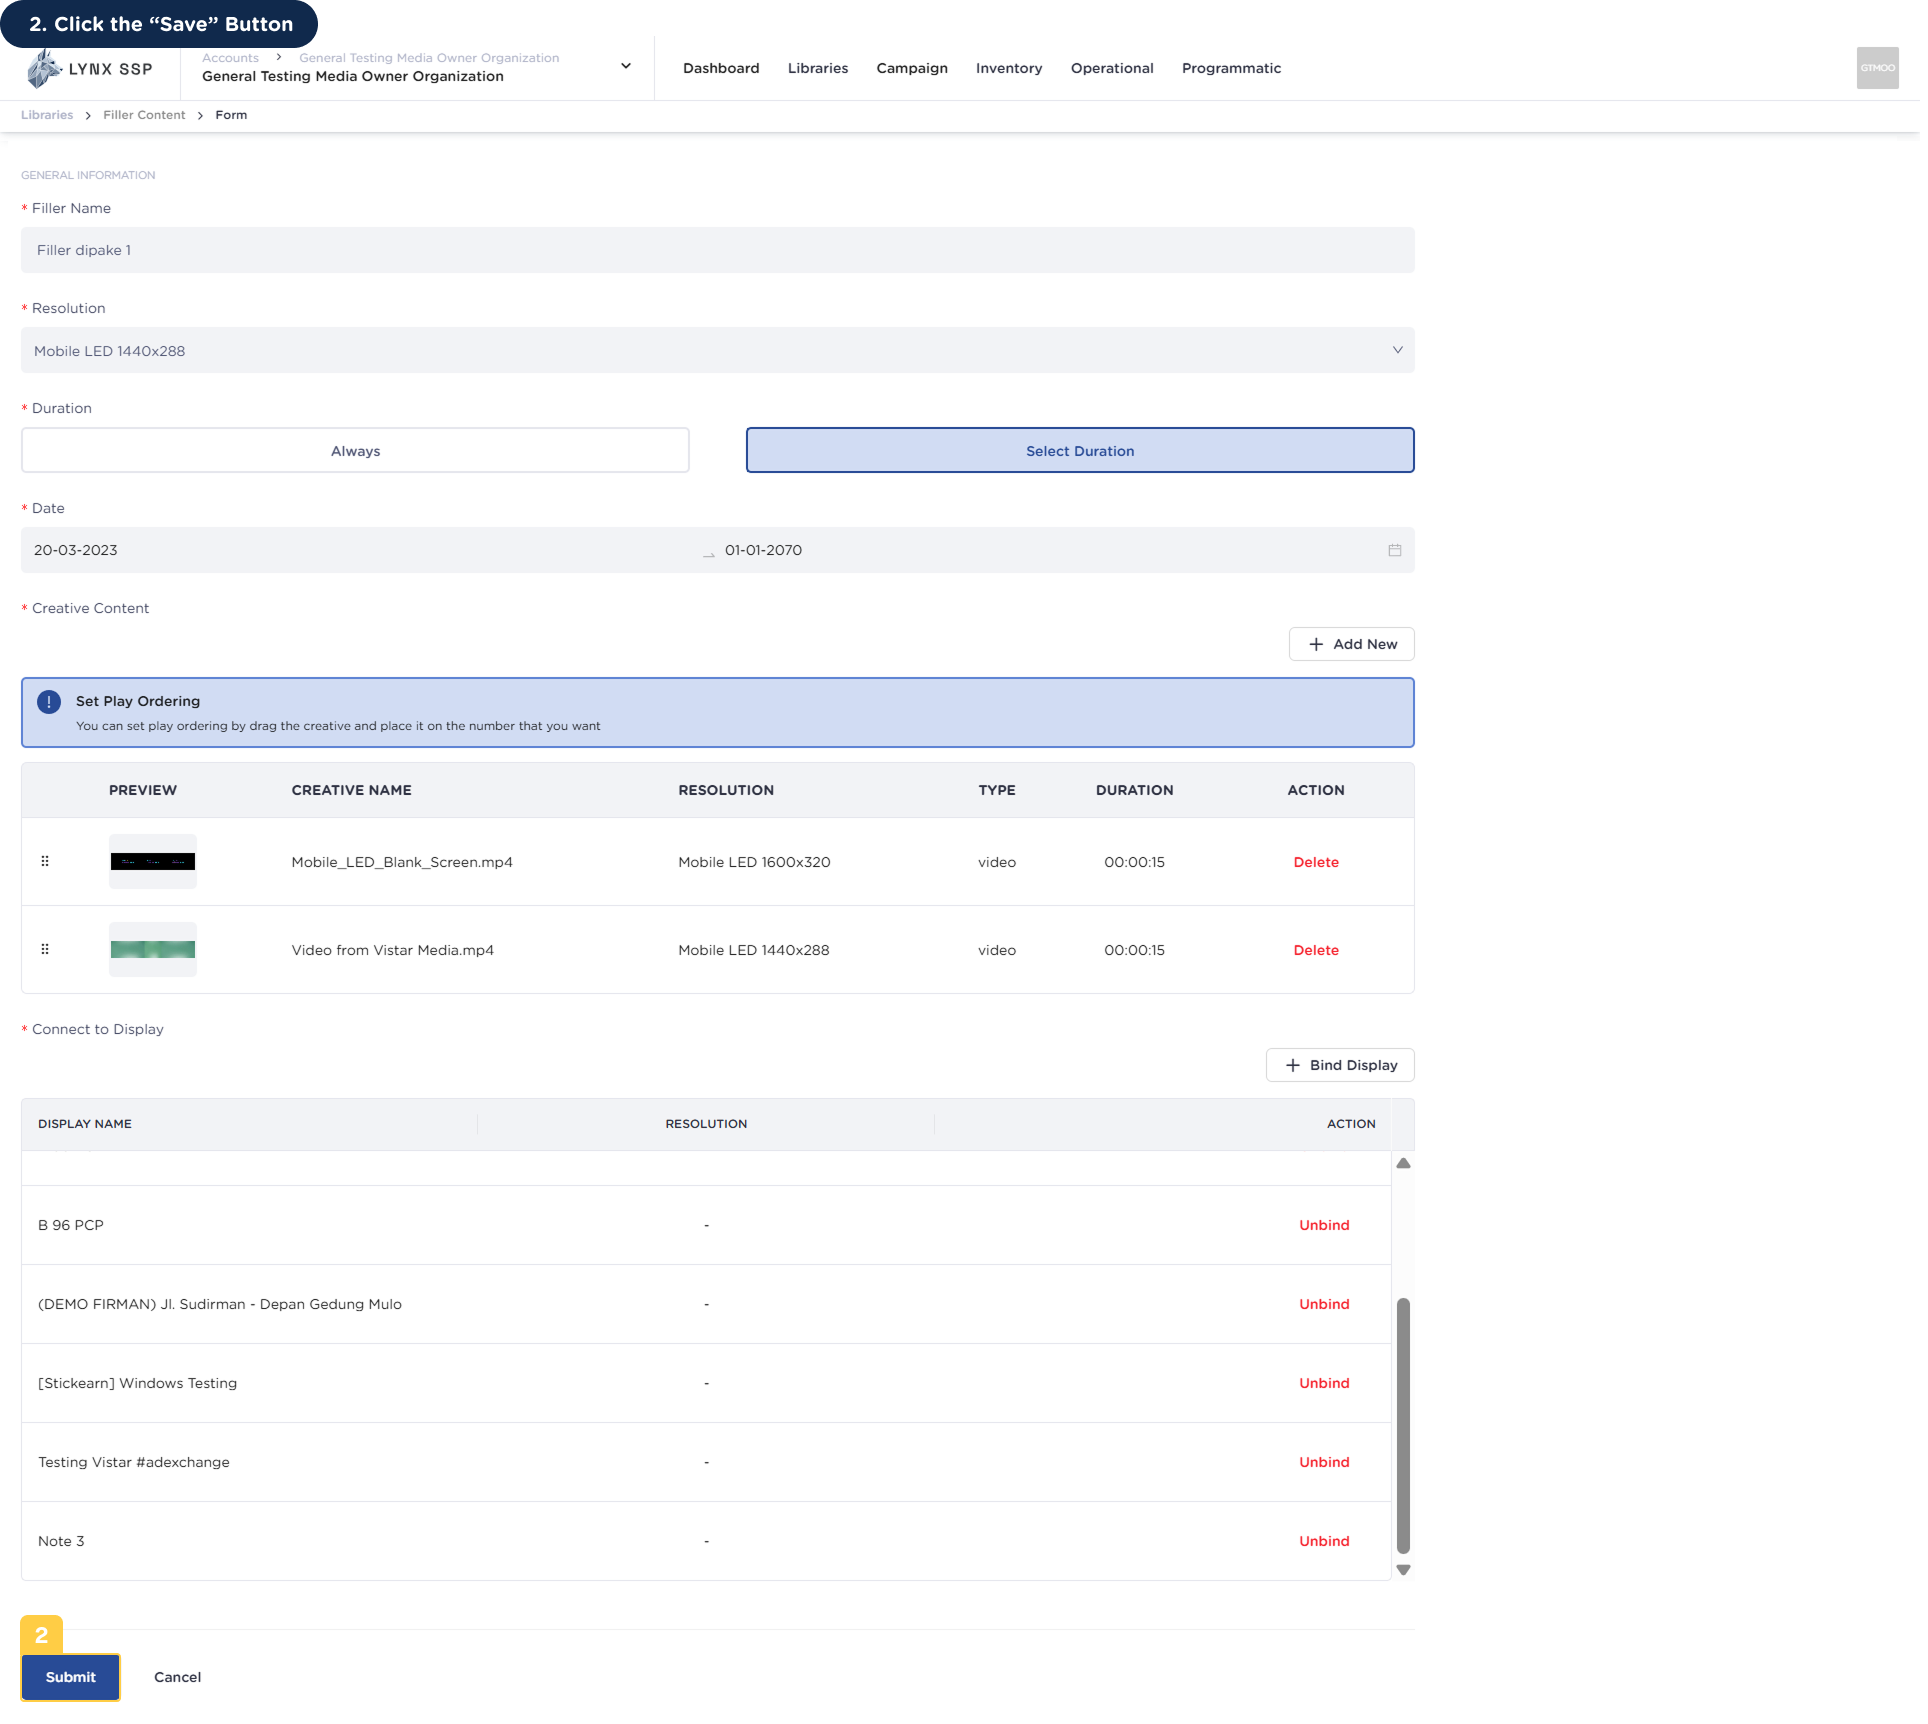 2. Click the “Save” Button
LYNX SSP
Accounts > General Testing Media Owner Organization
General Testing Media Owner Organization
Dashboard Libraries Campaign Inventory Operational Programmatic
GTMOO
Libraries > Filler Content > Form
GENERAL INFORMATION
* Filler Name
Filler dipake 1
* Resolution
Mobile LED 1440x288
* Duration
Always Select Duration
* Date
20-03-2023 01-01-2070
* Creative Content
+ Add New
Set Play Ordering
You can set play ordering by drag the creative and place it on the number that you want
PREVIEW CREATIVE NAME RESOLUTION TYPE DURATION ACTION
Mobile_LED_Blank_Screen.mp4 Mobile LED 1600x320 video 00:00:15 Delete
Video from Vistar Media.mp4 Mobile LED 1440x288 video 00:00:15 Delete
* Connect to Display
+ Bind Display
DISPLAY NAME RESOLUTION ACTION
B 96 PCP - Unbind
(DEMO FIRMAN) Jl. Sudirman - Depan Gedung Mulo - Unbind
[Stickearn] Windows Testing - Unbind
Testing Vistar #adexchange - Unbind
Note 3 - Unbind
2
Submit Cancel